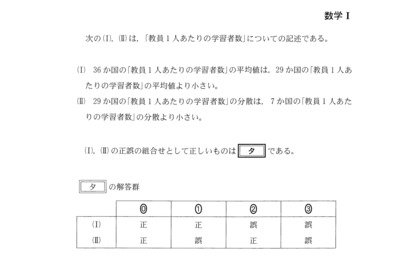 数学Ⅰ
次の(Ⅰ), (Ⅱ)は,「教員1人あたりの学習者数」についての記述である。
(Ⅰ) 36か国の「教員1人あたりの学習者数」の平均値は, 29か国の「教員1人あ
たりの学習者数」の平均値より小さい。
(Ⅱ) 29か国の「教員1人あたりの学習者数」の分散は, 7か国の「教員1人あた
りの学習者数」の分散より小さい。
(Ⅰ), (Ⅱ)の正誤の組合せとして正しいものは タ である。
タ の解答群
⓪ ① ② ③
(Ⅰ) 正 正 誤 誤
(Ⅱ) 正 誤 正 誤